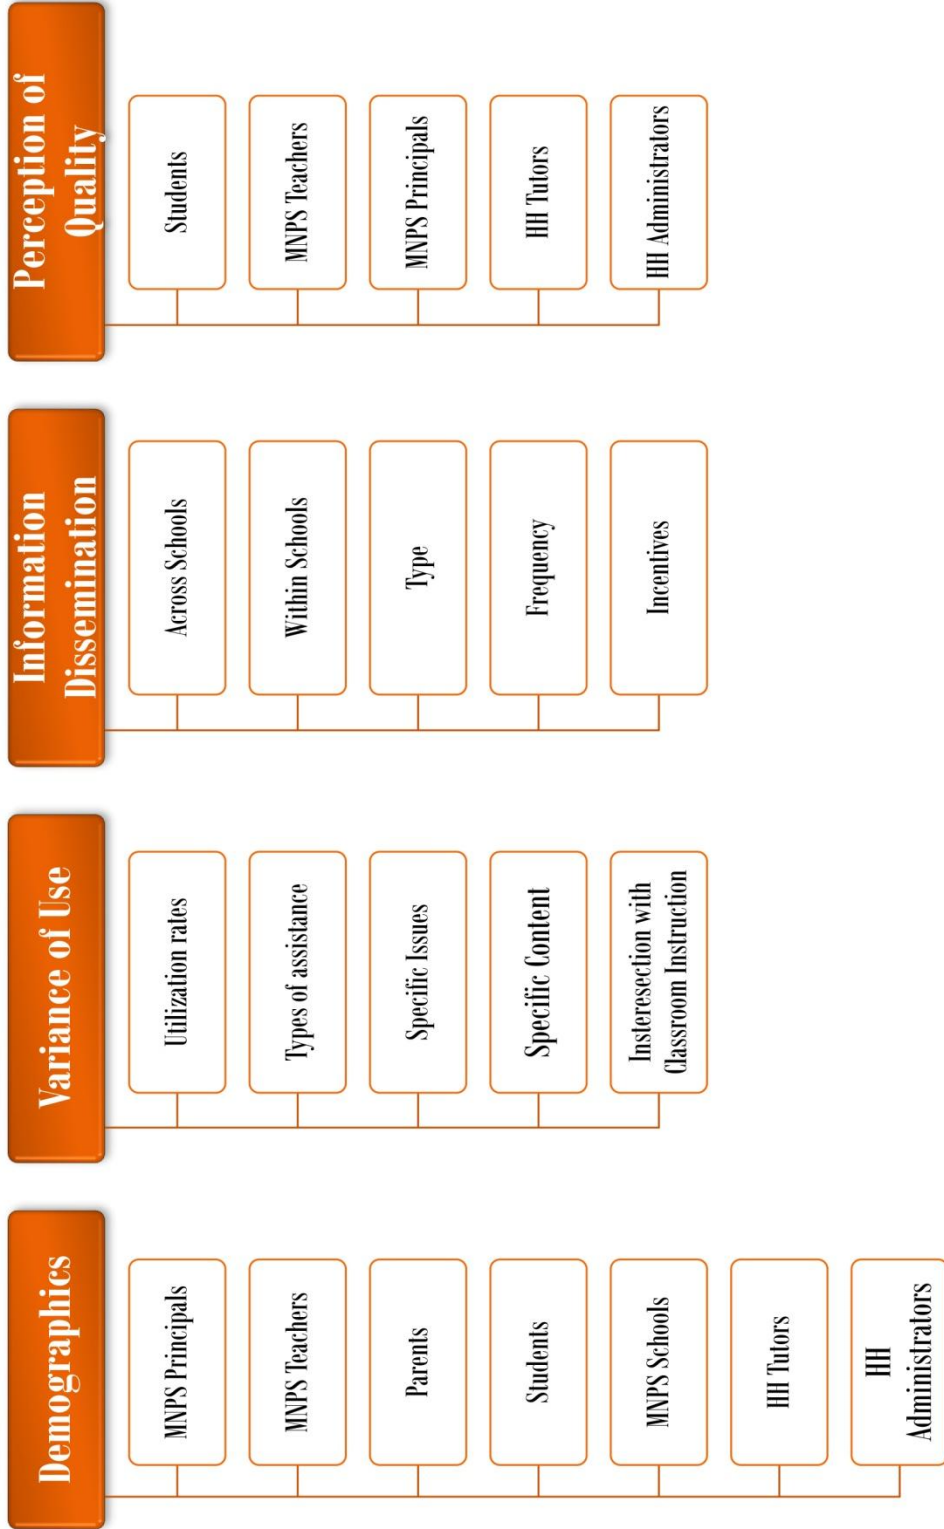 Demographics
MNPS Principals
MNPS Teachers
Parents
Students
MNPS Schools
HH Tutors
HH
Administrators
Variance of Use
Utilization rates
Types of assistance
Specific Issues
Specific Content
Insteresection with
Classroom Instruction
Information
Dissemination
Across Schools
Within Schools
Type
Frequency
Incentives
Perception of
Quality
Students
MNPS Teachers
MNPS Principals
HH Tutors
HH Administrators